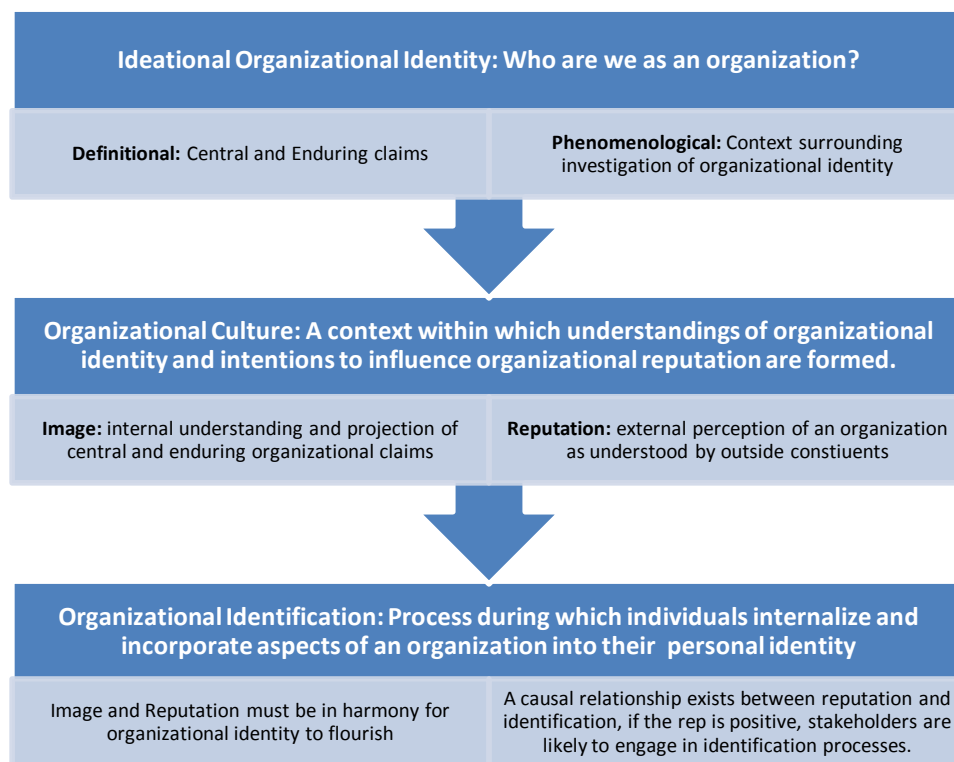 Ideational Organizational Identity: Who are we as an organization?
Definitional: Central and Enduring claims
Phenomenological: Context surrounding
investigation of organizational identity
Organizational Culture: A context within which understandings of organizational
identity and intentions to influence organizational reputation are formed.
Image: internal understanding and projection of
central and enduring organizational claims
Reputation: external perception of an organization
as understood by outside constiuents
Organizational Identification: Process during which individuals internalize and
incorporate aspects of an organization into their personal identity
Image and Reputation must be in harmony for
organizational identity to flourish
A causal relationship exists between reputation and
identification, if the rep is positive, stakeholders are
likely to engage in identification processes.